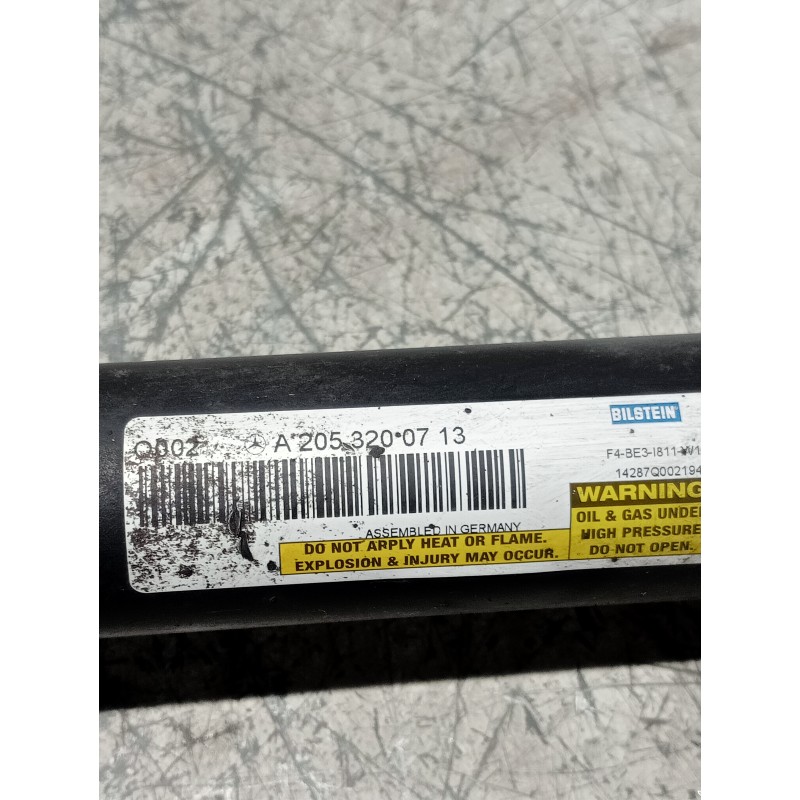 Q002 A 205 320 07 13
ASSEMBLED IN GERMANY
DO NOT APPLY HEAT OR FLAME.
EXPLOSION & INJURY MAY OCCUR.
BILSTEIN
F4-BE3-I811-W1
14287Q002194
WARNING
OIL & GAS UNDE
HIGH PRESSURE
DO NOT OPEN.